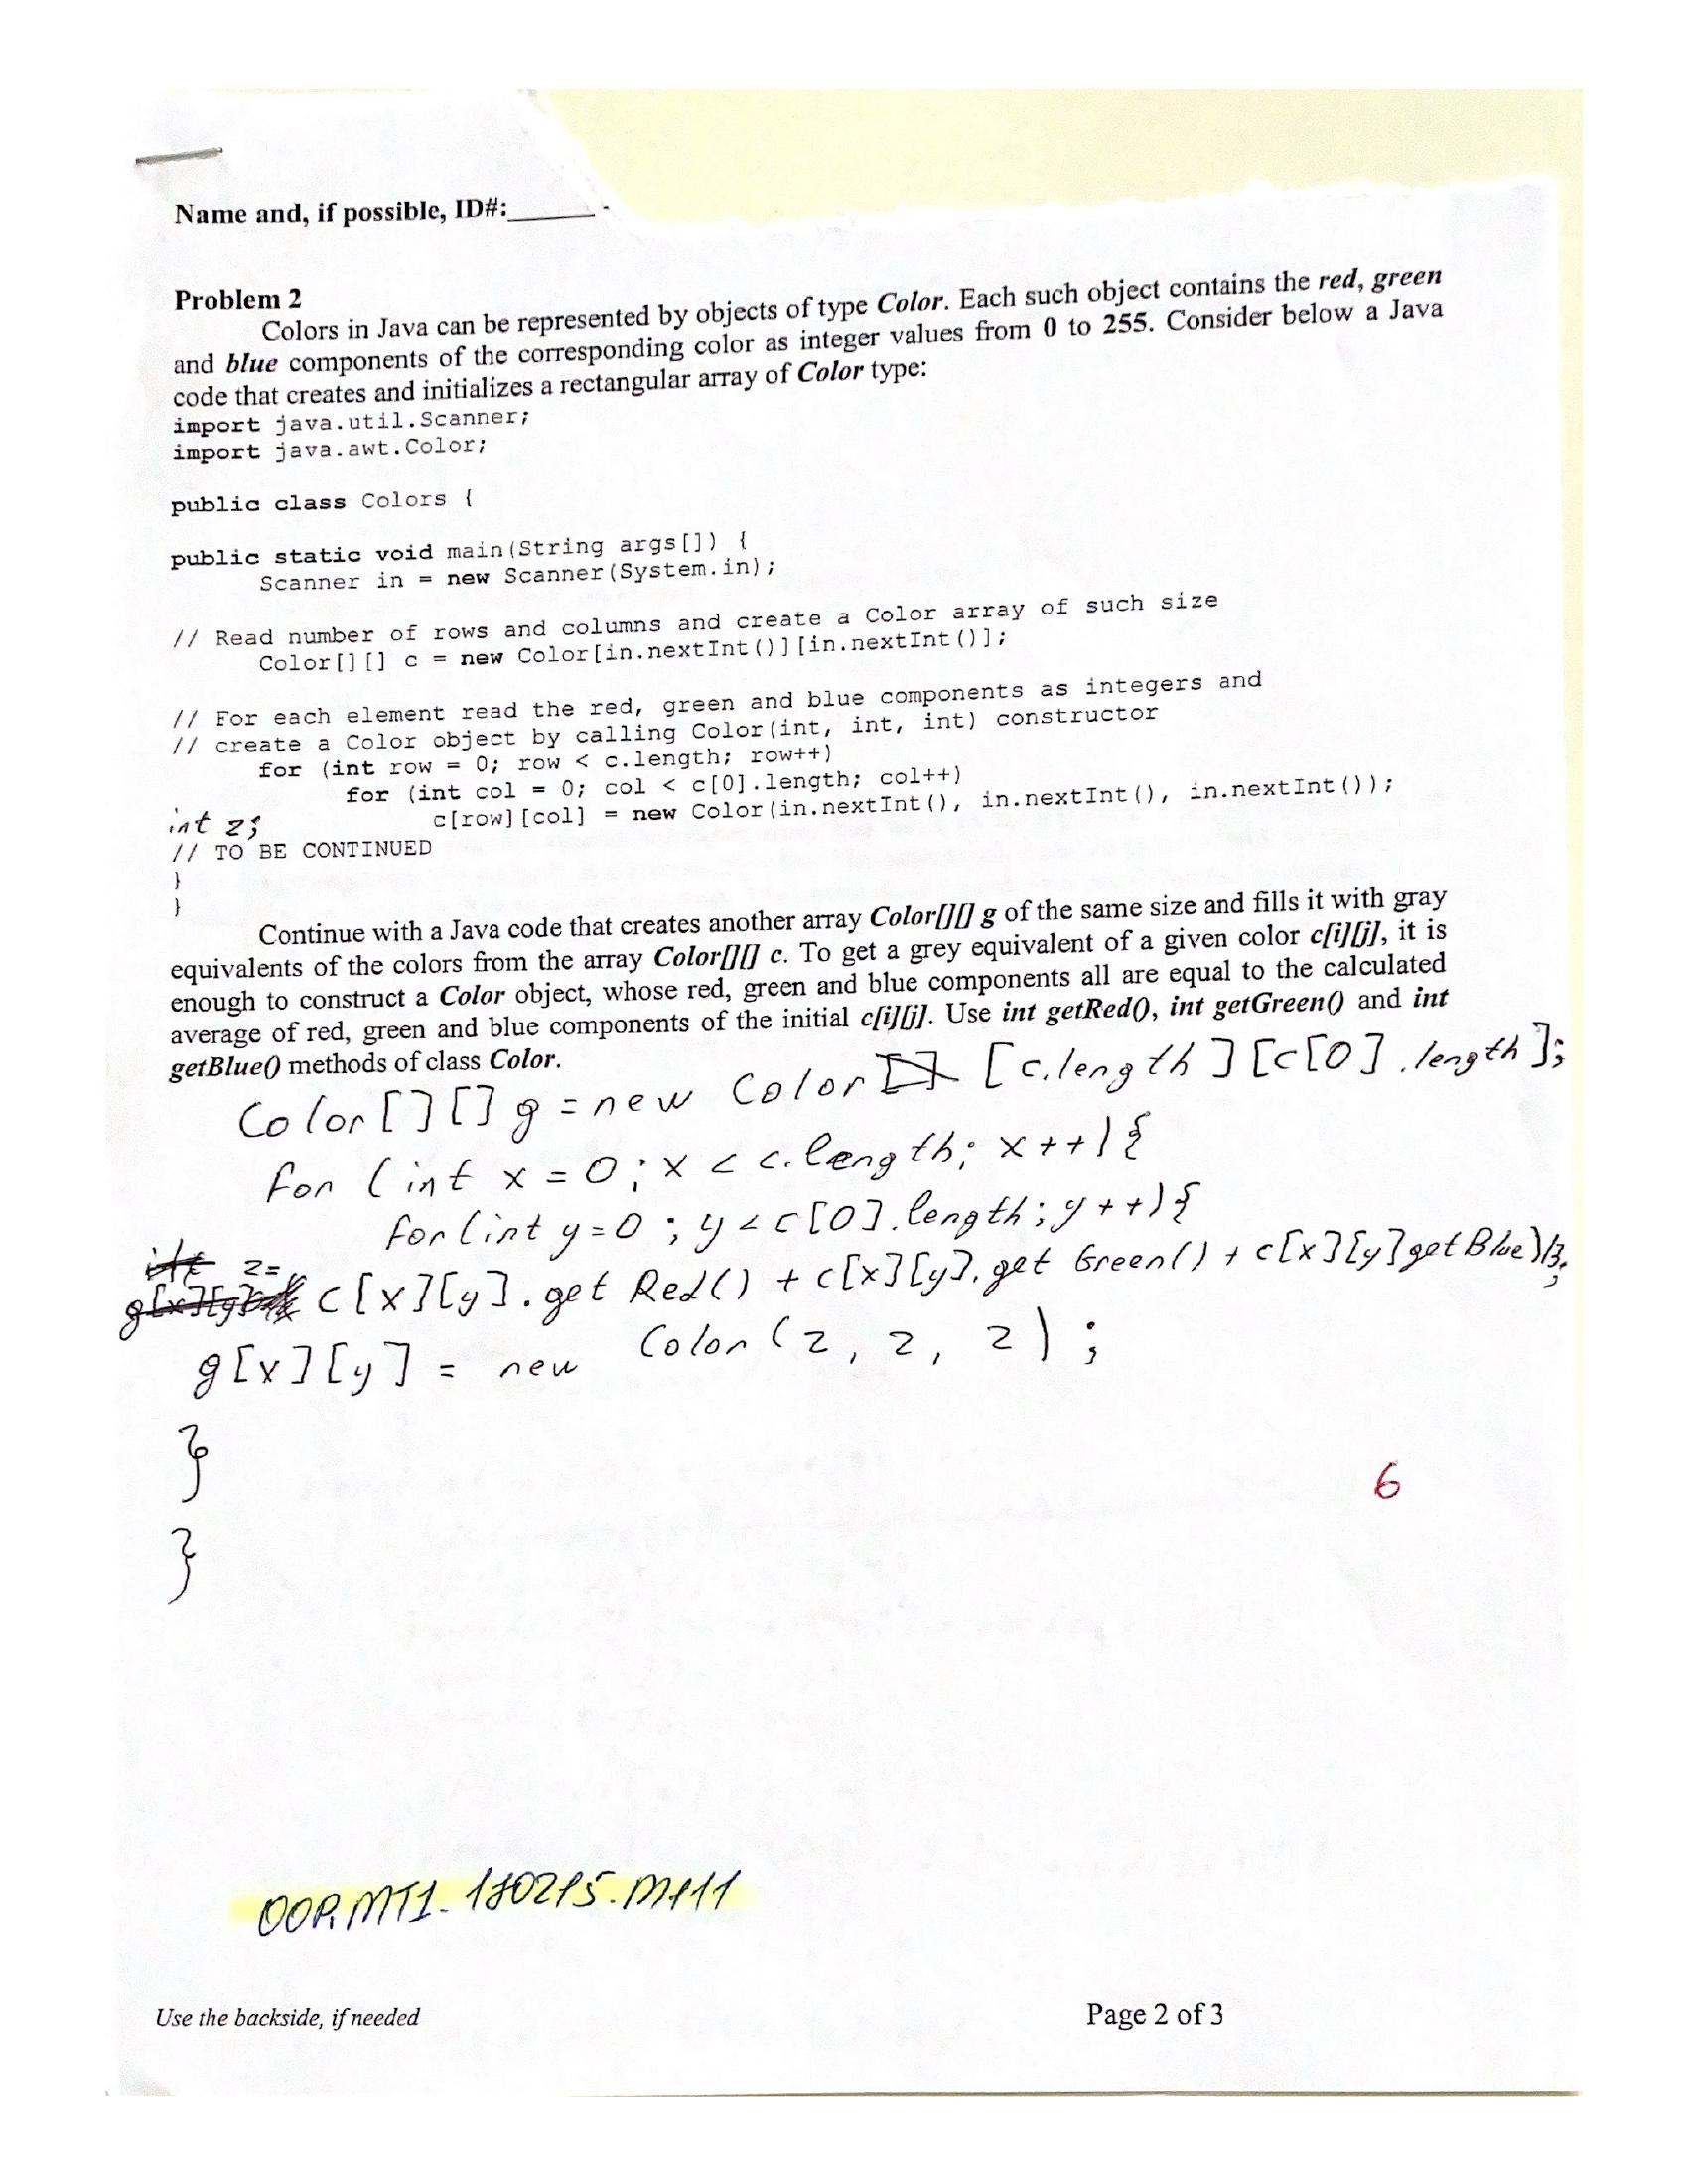 Name and, if possible, ID#:______
Problem 2
Colors in Java can be represented by objects of type Color. Each such object contains the red, green
and blue components of the corresponding color as integer values from 0 to 255. Consider below a Java
code that creates and initializes a rectangular array of Color type:
import java.util.Scanner;
import java.awt.Color;
public class Colors {
public static void main(String args[]) {
Scanner in = new Scanner(System.in);
// Read number of rows and columns and create a Color array of such size
Color[][] c = new Color[in.nextInt()][in.nextInt()];
// For each element read the red, green and blue components as integers and
// create a Color object by calling Color(int, int, int) constructor
for (int row = 0; row < c.length; row++)
for (int col = 0; col < c[0].length; col++)
c[row][col] = new Color(in.nextInt(), in.nextInt(), in.nextInt());
int z;
// TO BE CONTINUED
}
}
Continue with a Java code that creates another array Color[][] g of the same size and fills it with gray
equivalents of the colors from the array Color[][] c. To get a grey equivalent of a given color c[i][j], it is
enough to construct a Color object, whose red, green and blue components all are equal to the calculated
average of red, green and blue components of the initial c[i][j]. Use int getRed(), int getGreen() and int
getBlue() methods of class Color.
Color[][] g = new Color [c.length][c[0].length];
for (int x = 0; x < c.length; x++){
for (int y = 0; y < c[0].length; y++){
z= c[x][y].get Red() + c[x][y].get Green() + c[x][y]getBlue)/3;
g[x][y] = new Color(z, z, z);
}
}
6
OOP.MT1_
Use the backside, if needed
Page 2 of 3